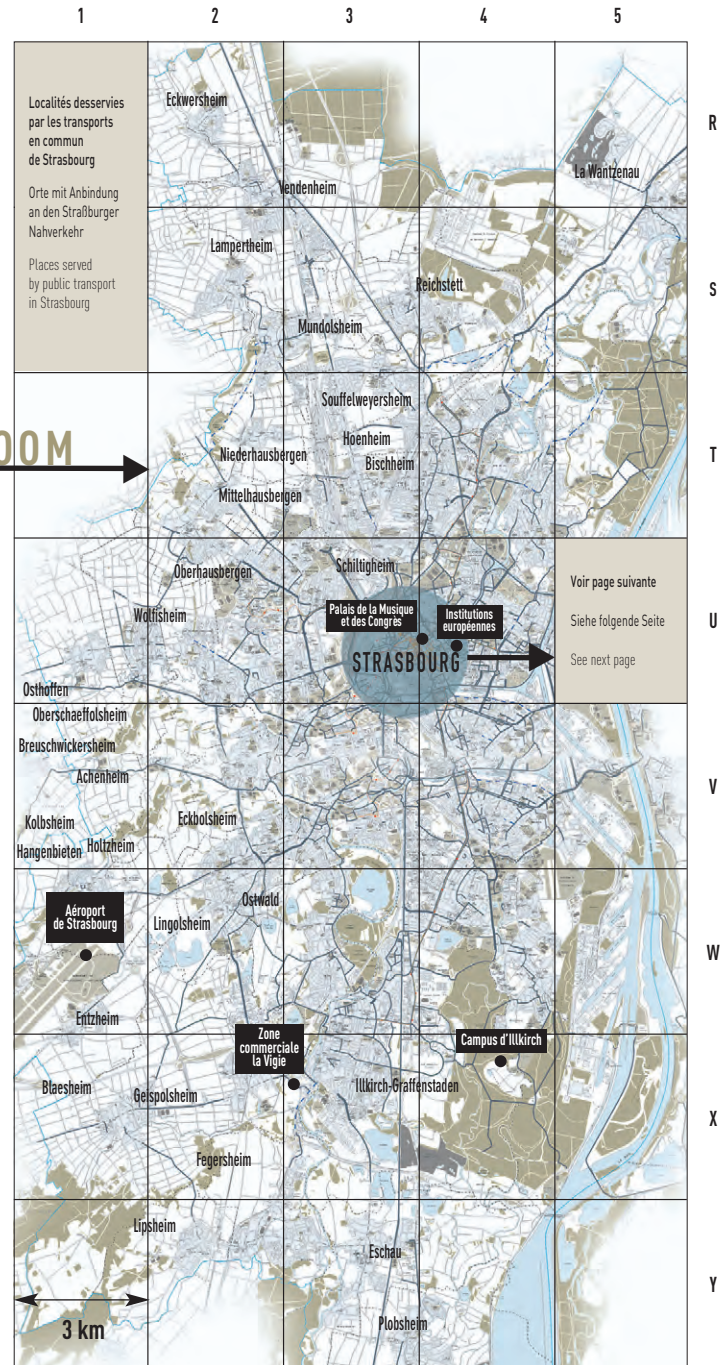 1 2 3 4 5
Localités desservies
par les transports
en commun
de Strasbourg
Orte mit Anbindung
an den Straßburger
Nahverkehr
Places served
by public transport
in Strasbourg
Eckwersheim
La Wantzenau
Vendenheim
R
Lampertheim
Reichstett
Mundolsheim
S
OOM
Souffelweyersheim
Hoenheim
Niederhausbergen
Bischheim
Mittelhausbergen
T
Schiltigheim
Oberhausbergen
Wolfisheim
Palais de la Musique
et des Congrès
Institutions
européennes
STRASBOURG
Osthoffen
Voir page suivante
Siehe folgende Seite
See next page
U
Oberschaeffolsheim
Breuschwickersheim
Achenheim
Kolbsheim
Eckbolsheim
Hangenbieten
Holtzheim
V
Aéroport
de Strasbourg
Ostwald
Lingolsheim
Entzheim
W
Zone
commerciale
la Vigie
Campus d'Illkirch
Blaesheim
Geispolsheim
Illkirch-Graffenstaden
Fegersheim
X
Lipsheim
Eschau
Plobsheim
Y
3 km